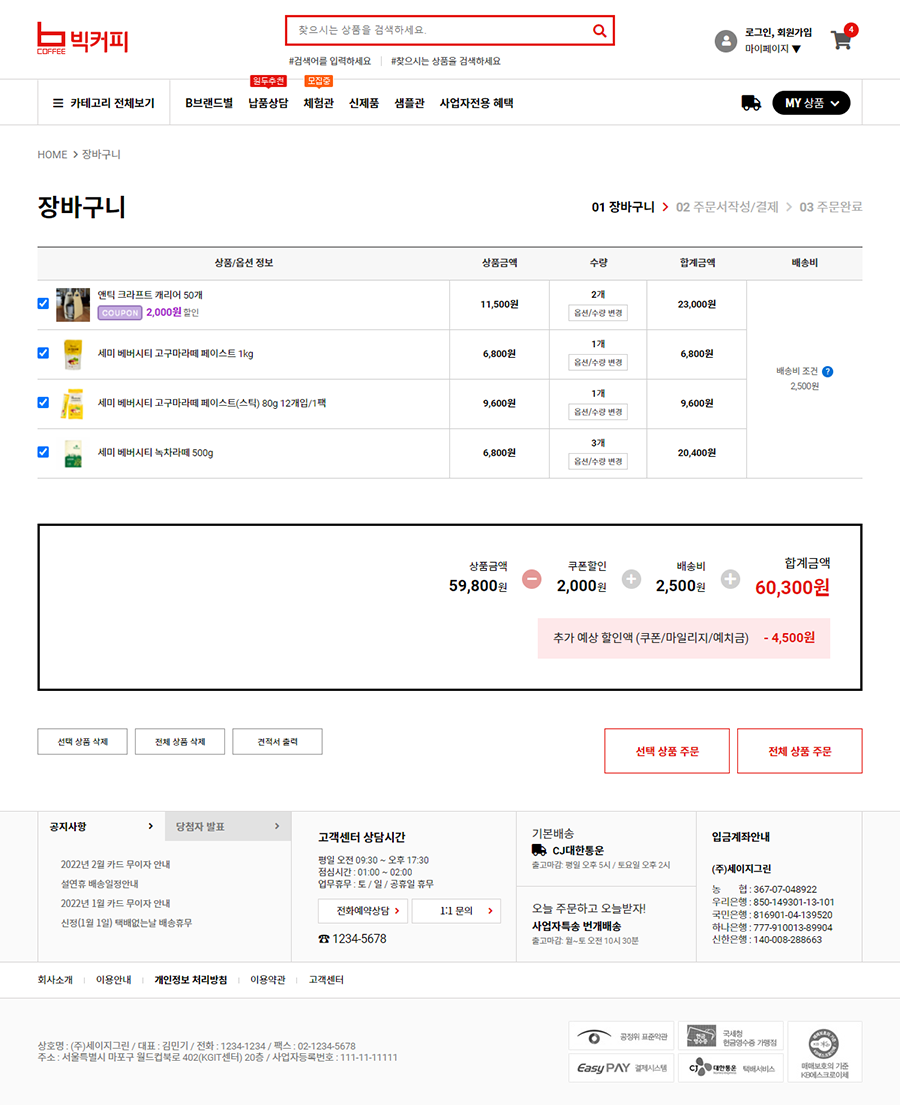 COFFEE 빅커피
찾으시는 상품을 검색하세요.
#검색어를 입력하세요 #찾으시는 상품을 검색하세요
로그인, 회원가입
마이페이지 ▼
4
원두추천 모집중
카테고리 전체보기 B브랜드별 납품상담 체험관 신제품 샘플관 사업자전용 혜택 MY 상품
HOME > 장바구니
장바구니
01 장바구니 > 02 주문서작성/결제 > 03 주문완료
상품/옵션 정보 상품금액 수량 합계금액 배송비
앤틱 크라프트 캐리어 50개
COUPON 2,000원 할인
11,500원
2개
옵션/수량 변경
23,000원
세미 베버시티 고구마라떼 페이스트 1kg
6,800원
1개
옵션/수량 변경
6,800원
배송비 조건 ?
2,500원
세미 베버시티 고구마라떼 페이스트(스틱) 80g 12개입/1팩
9,600원
1개
옵션/수량 변경
9,600원
세미 베버시티 녹차라떼 500g
6,800원
3개
옵션/수량 변경
20,400원
상품금액 쿠폰할인 배송비 합계금액
59,800원 2,000원 2,500원 60,300원
추가 예상 할인액 (쿠폰/마일리지/예치금) - 4,500원
선택 상품 삭제 전체 상품 삭제 견적서 출력
선택 상품 주문 전체 상품 주문
공지사항 > 당첨자 발표 >
2022년 2월 카드 무이자 안내
설연휴 배송일정안내
2022년 1월 카드 무이자 안내
신정(1월 1일) 택배없는날 배송휴무
고객센터 상담시간
평일 오전 09:30 ~ 오후 17:30
점심시간 : 01:00 ~ 02:00
업무휴무 : 토 / 일 / 공휴일 휴무
전화예약상담 > 1:1 문의 >
☎ 1234-5678
기본배송
CJ대한통운
출고마감: 평일 오후 5시 / 토요일 오후 2시
오늘 주문하고 오늘받자!
사업자특송 번개배송
출고마감: 월~토 오전 10시 30분
입금계좌안내
(주)세이지그린
농 협 : 367-07-048922
우리은행 : 850-149301-13-101
국민은행 : 816901-04-139520
하나은행 : 777-910013-89904
신한은행 : 140-008-288663
회사소개 이용안내 개인정보 처리방침 이용약관 고객센터
상호명 : (주)세이지그린 / 대표 : 김민기 / 전화 : 1234-1234 / 팩스 : 02-1234-5678
주소 : 서울특별시 마포구 월드컵북로 402(KGIT센터) 20층 / 사업자등록번호 : 111-11-11111
공정위 표준약관
국세청
현금영수증 가맹점
EasyPAY 결제시스템
CJ 대한통운 택배서비스
매매보호의 기준
KB에스크로이체